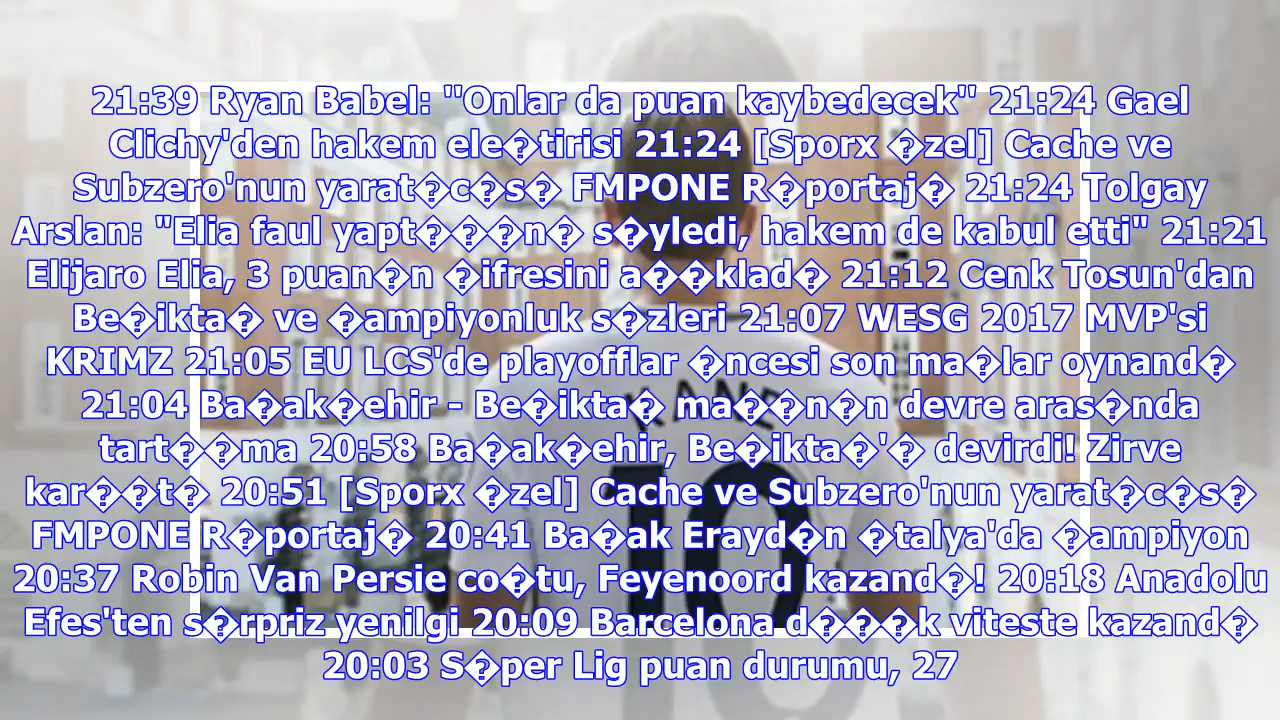 21:39 Ryan Babel: ''Onlar da puan kaybedecek'' 21:24 Gael
Clichy'den hakem ele�tirisi 21:24 [Sporx �zel] Cache ve
Subzero'nun yarat�c�s� FMPONE R�portaj� 21:24 Tolgay
Arslan: "Elia faul yapt���n� s�yledi, hakem de kabul etti" 21:21
Elijaro Elia, 3 puan�n �ifresini a��klad� 21:12 Cenk Tosun'dan
Be�ikta� ve �ampiyonluk s�zleri 21:07 WESG 2017 MVP'si
KRIMZ 21:05 EU LCS'de playofflar �ncesi son ma�lar oynand�
21:04 Ba�ak�ehir - Be�ikta� ma��n�n devre aras�nda
tart��ma 20:58 Ba�ak�ehir, Be�ikta�'� devirdi! Zirve
kar��t� 20:51 [Sporx �zel] Cache ve Subzero'nun yarat�c�s�
FMPONE R�portaj� 20:41 Ba�ak Erayd�n �talya'da �ampiyon
20:37 Robin Van Persie co�tu, Feyenoord kazand�! 20:18 Anadolu
Efes'ten s�rpriz yenilgi 20:09 Barcelona d���k viteste kazand�
20:03 S�per Lig puan durumu, 27
KANE
10